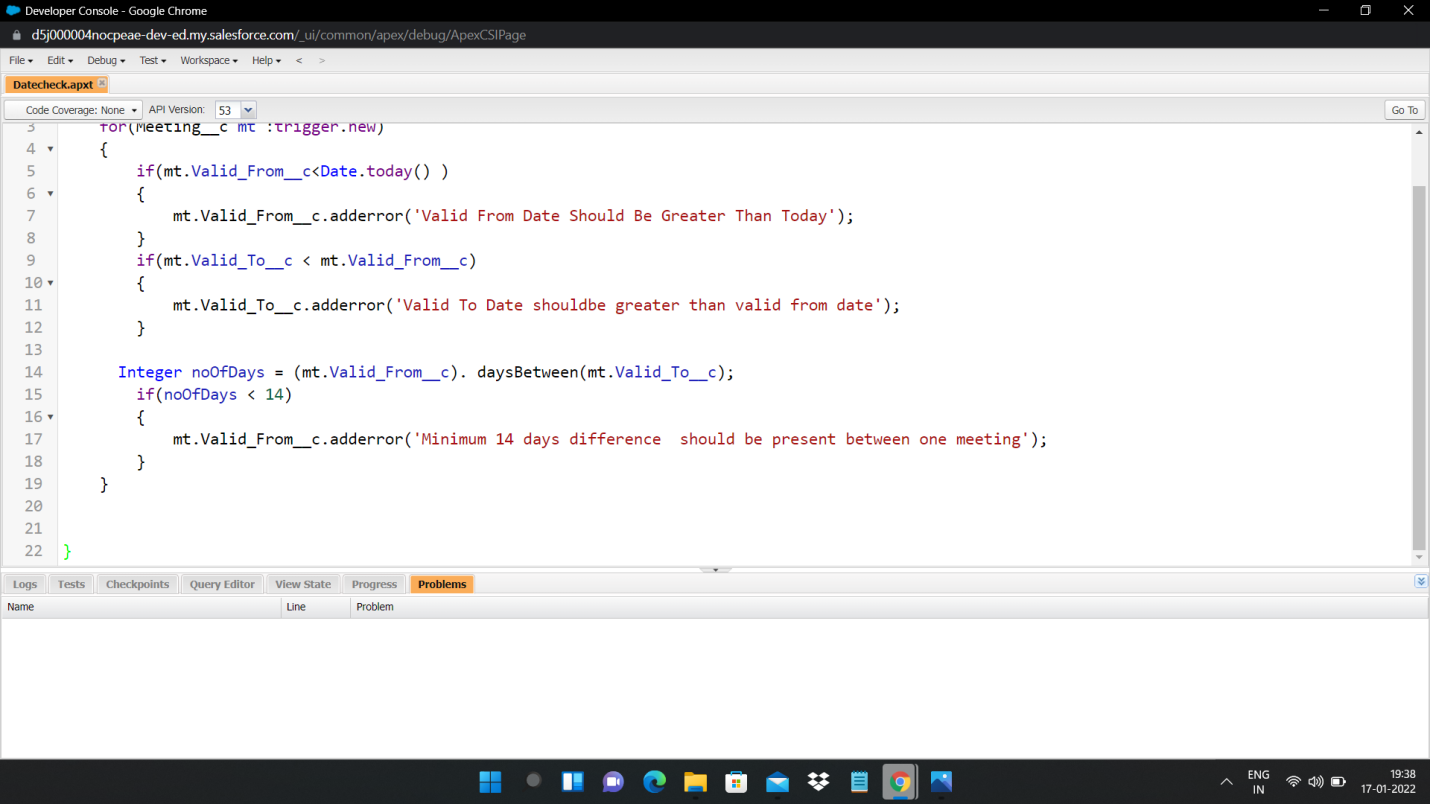 Developer Console - Google Chrome
d5j000004nocpeae-dev-ed.my.salesforce.com/_ui/common/apex/debug/ApexCSIPage
File Edit Debug Test Workspace Help < >
Datecheck.apxt
Code Coverage: None API Version: 53 Go To
3 for(Meeting__c mt :trigger.new)
4 {
5 if(mt.Valid_From__c<Date.today() )
6 {
7 mt.Valid_From__c.adderror('Valid From Date Should Be Greater Than Today');
8 }
9 if(mt.Valid_To__c < mt.Valid_From__c)
10 {
11 mt.Valid_To__c.adderror('Valid To Date shouldbe greater than valid from date');
12 }
13
14 Integer noOfDays = (mt.Valid_From__c). daysBetween(mt.Valid_To__c);
15 if(noOfDays < 14)
16 {
17 mt.Valid_From__c.adderror('Minimum 14 days difference  should be present between one meeting');
18 }
19 }
20
21
22 }
Logs Tests Checkpoints Query Editor View State Progress Problems
Name Line Problem
ENG
IN
19:38
17-01-2022